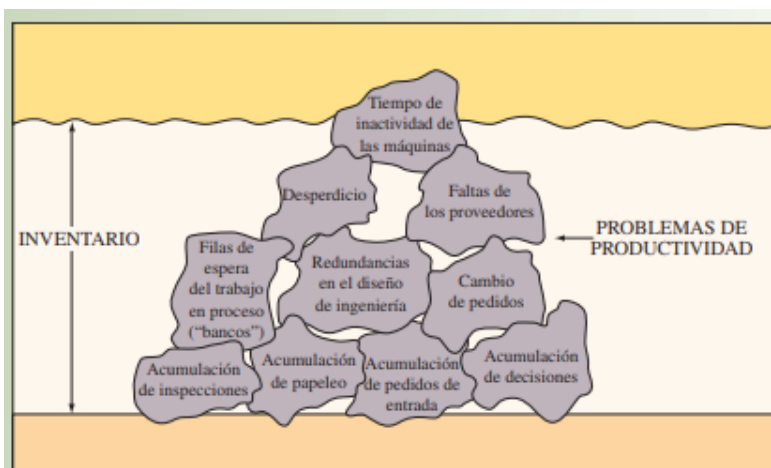 Tiempo de
inactividad de
las máquinas
Desperdicio
Faltas de
los proveedores
INVENTARIO
PROBLEMAS DE
PRODUCTIVIDAD
Filas de
espera
del trabajo
en proceso
(“bancos”)
Redundancias
en el diseño
de ingeniería
Cambio
de pedidos
Acumulación
de inspecciones
Acumulación
de papeleo
Acumulación
de pedidos de
entrada
Acumulación
de decisiones